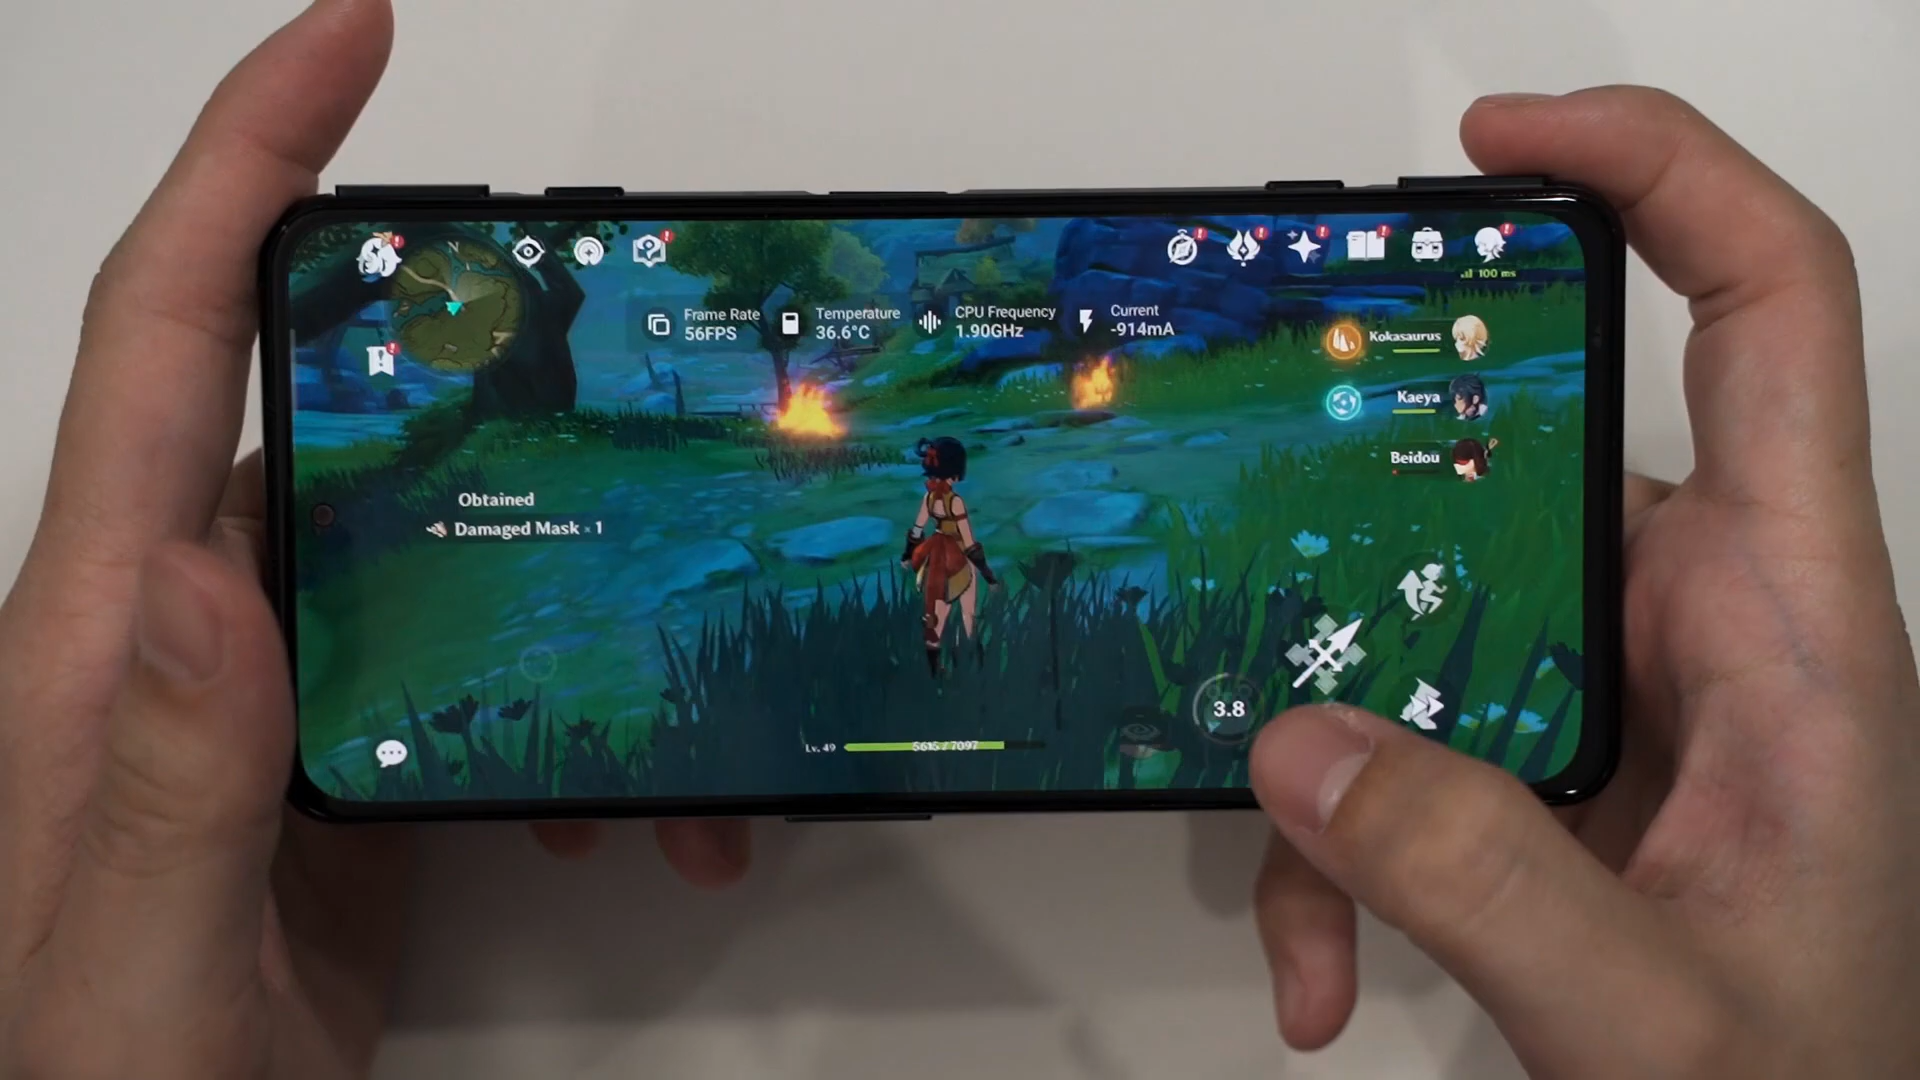 N
100 ms
Frame Rate
56FPS
Temperature
36.6°C
CPU Frequency
1.90GHz
Current
-914mA
Kokasaurus
Kaeya
Beidou
Obtained
Damaged Mask × 1
3.8
Lv. 49
5615 / 7097